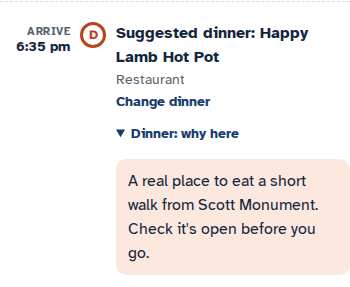 ARRIVE
6:35 pm
D
Suggested dinner: Happy
Lamb Hot Pot
Restaurant
Change dinner
▼ Dinner: why here
A real place to eat a short
walk from Scott Monument.
Check it's open before you
go.